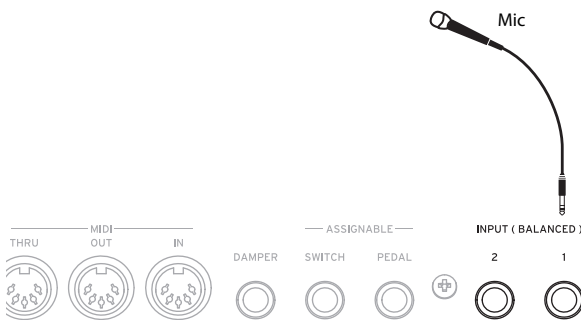 Mic
MIDI ASSIGNABLE INPUT ( BALANCED )
THRU OUT IN DAMPER SWITCH PEDAL 2 1